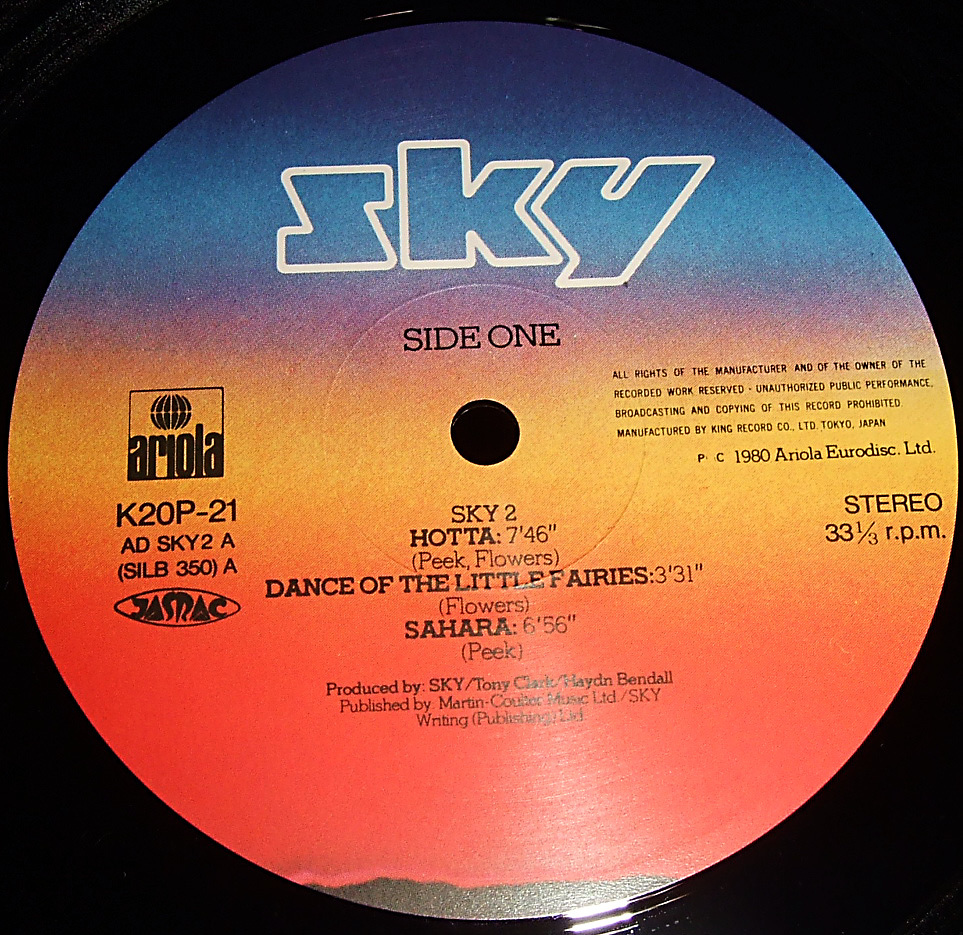 sky
SIDE ONE
ALL RIGHTS OF THE MANUFACTURER AND OF THE OWNER OF THE
RECORDED WORK RESERVED · UNAUTHORIZED PUBLIC PERFORMANCE,
BROADCASTING AND COPYING OF THIS RECORD PROHIBITED.
MANUFACTURED BY KING RECORD CO., LTD. TOKYO, JAPAN
P C 1980 Ariola Eurodisc. Ltd.
ariola
K20P-21
AD SKY2 A
(SILB 350) A
JASRAC
STEREO
33⅓ r.p.m.
SKY 2
HOTTA: 7'46"
(Peek, Flowers)
DANCE OF THE LITTLE FAIRIES:3'31"
(Flowers)
SAHARA: 6'56"
(Peek)
Produced by: SKY/Tony Clark/Haydn Bendall
Published by: Martin-Coulter Music Ltd./SKY
Writing (Publishing) Ltd.